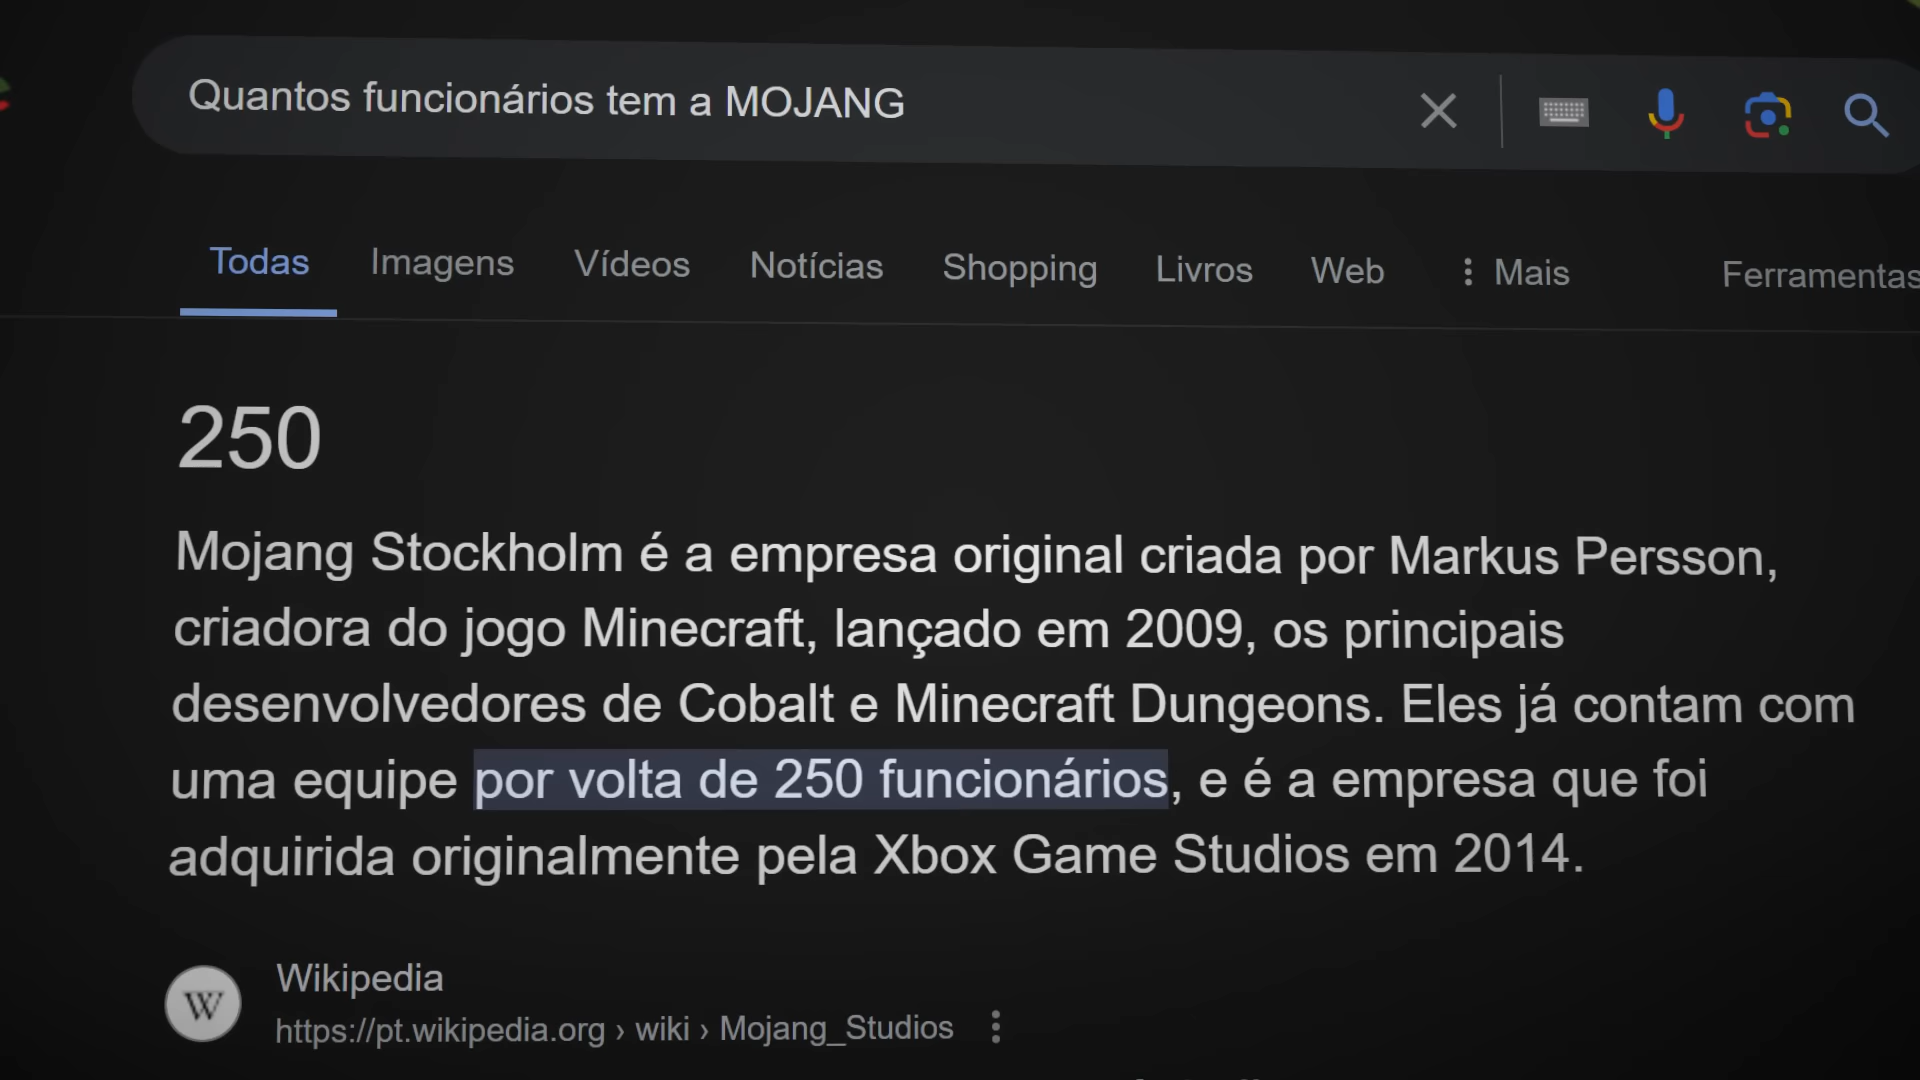 Quantos funcionários tem a MOJANG
Todas Imagens Vídeos Notícias Shopping Livros Web Mais Ferramentas
250
Mojang Stockholm é a empresa original criada por Markus Persson,
criadora do jogo Minecraft, lançado em 2009, os principais
desenvolvedores de Cobalt e Minecraft Dungeons. Eles já contam com
uma equipe por volta de 250 funcionários, e é a empresa que foi
adquirida originalmente pela Xbox Game Studios em 2014.
W
Wikipedia
https://pt.wikipedia.org › wiki › Mojang_Studios